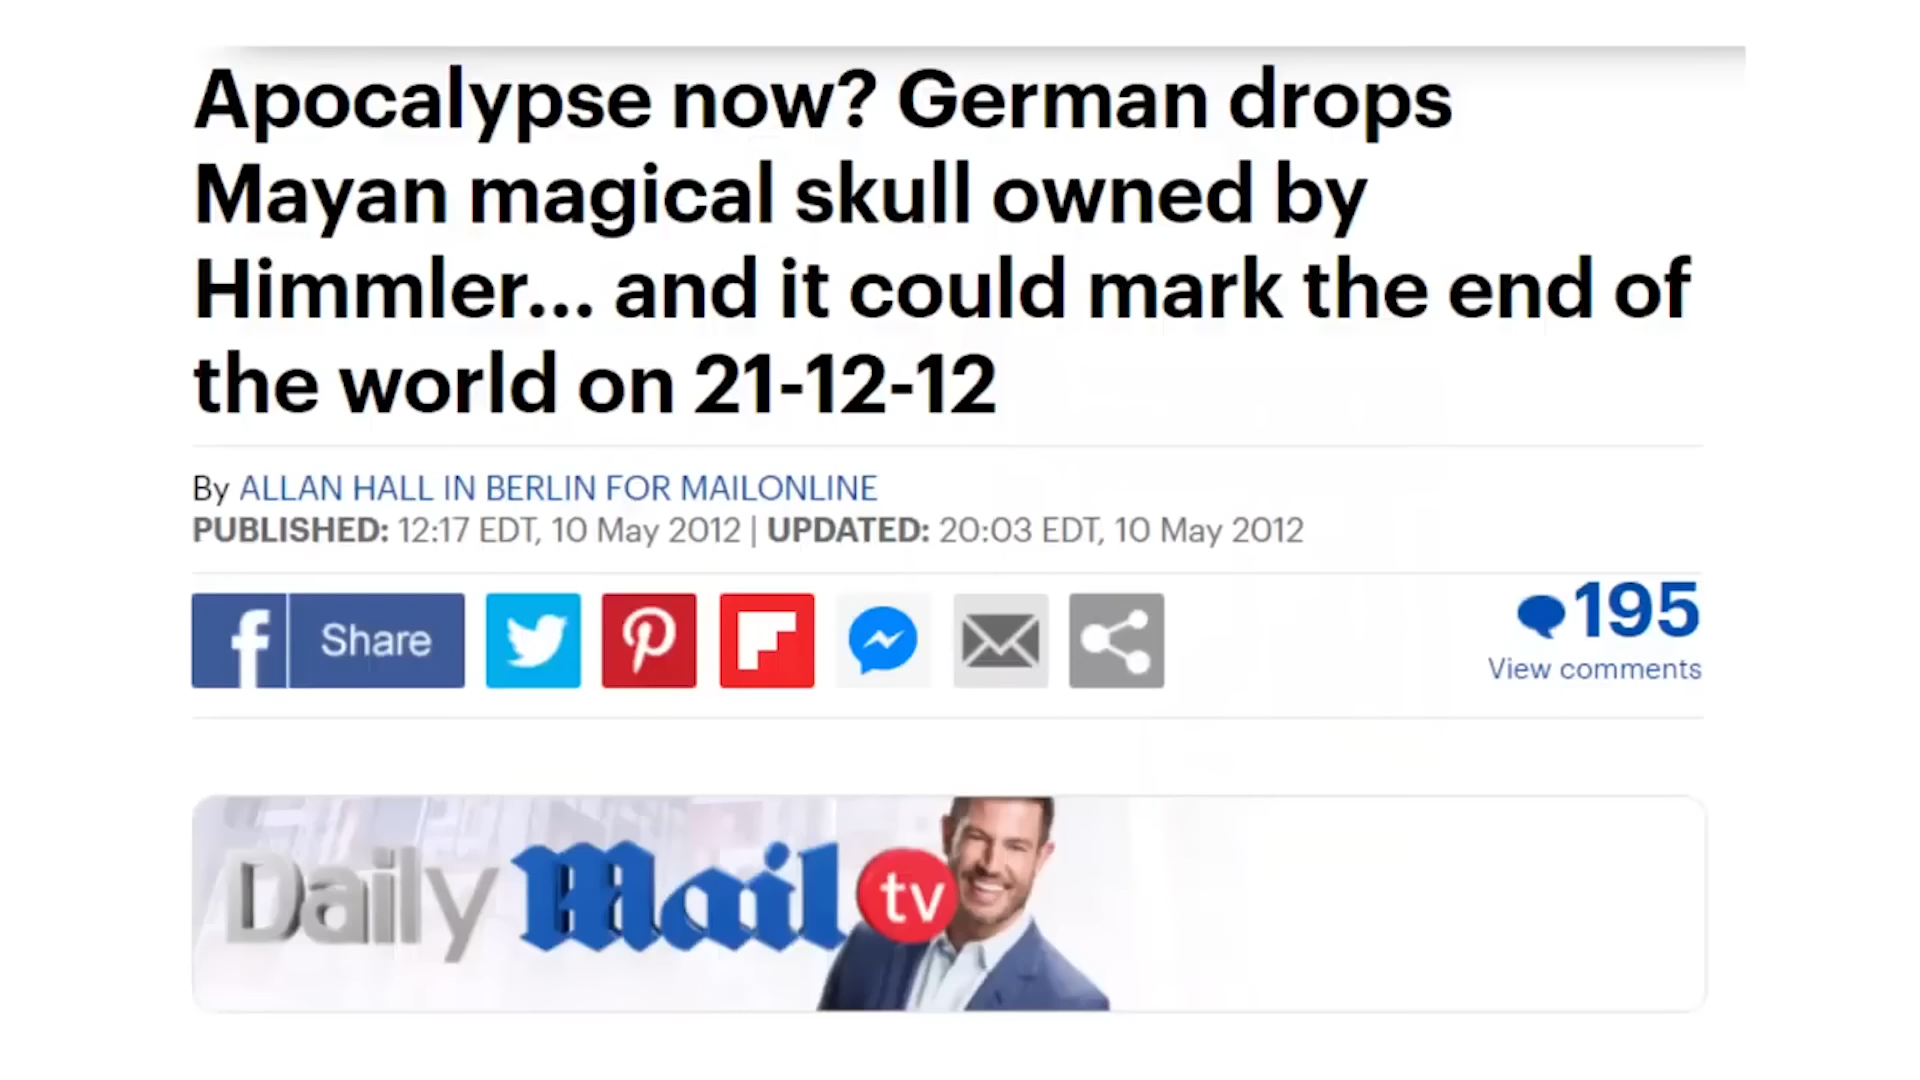 Apocalypse now? German drops
Mayan magical skull owned by
Himmler... and it could mark the end of
the world on 21-12-12
By ALLAN HALL IN BERLIN FOR MAILONLINE
PUBLISHED: 12:17 EDT, 10 May 2012 | UPDATED: 20:03 EDT, 10 May 2012
f Share
195
View comments
Daily Mail tv